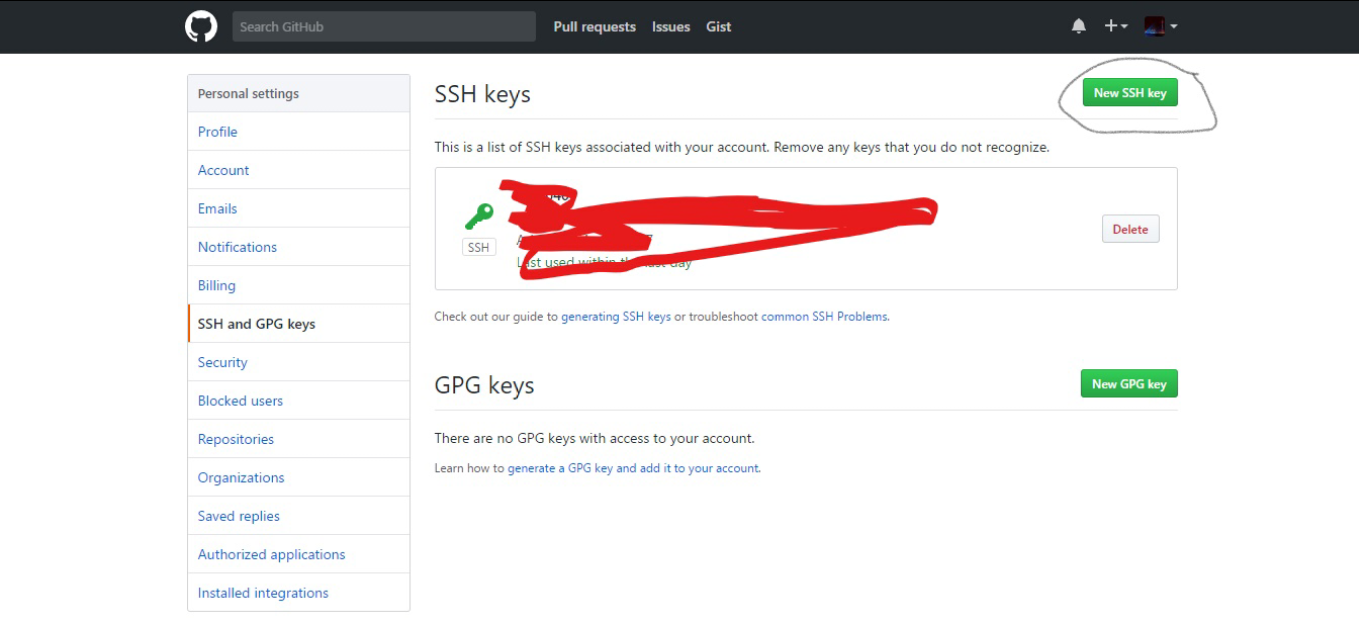 Search GitHub Pull requests Issues Gist
Personal settings
Profile
Account
Emails
Notifications
Billing
SSH and GPG keys
Security
Blocked users
Repositories
Organizations
Saved replies
Authorized applications
Installed integrations
SSH keys
New SSH key
This is a list of SSH keys associated with your account. Remove any keys that you do not recognize.
SSH
Last used within the last day
Delete
Check out our guide to generating SSH keys or troubleshoot common SSH Problems.
GPG keys
New GPG key
There are no GPG keys with access to your account.
Learn how to generate a GPG key and add it to your account.